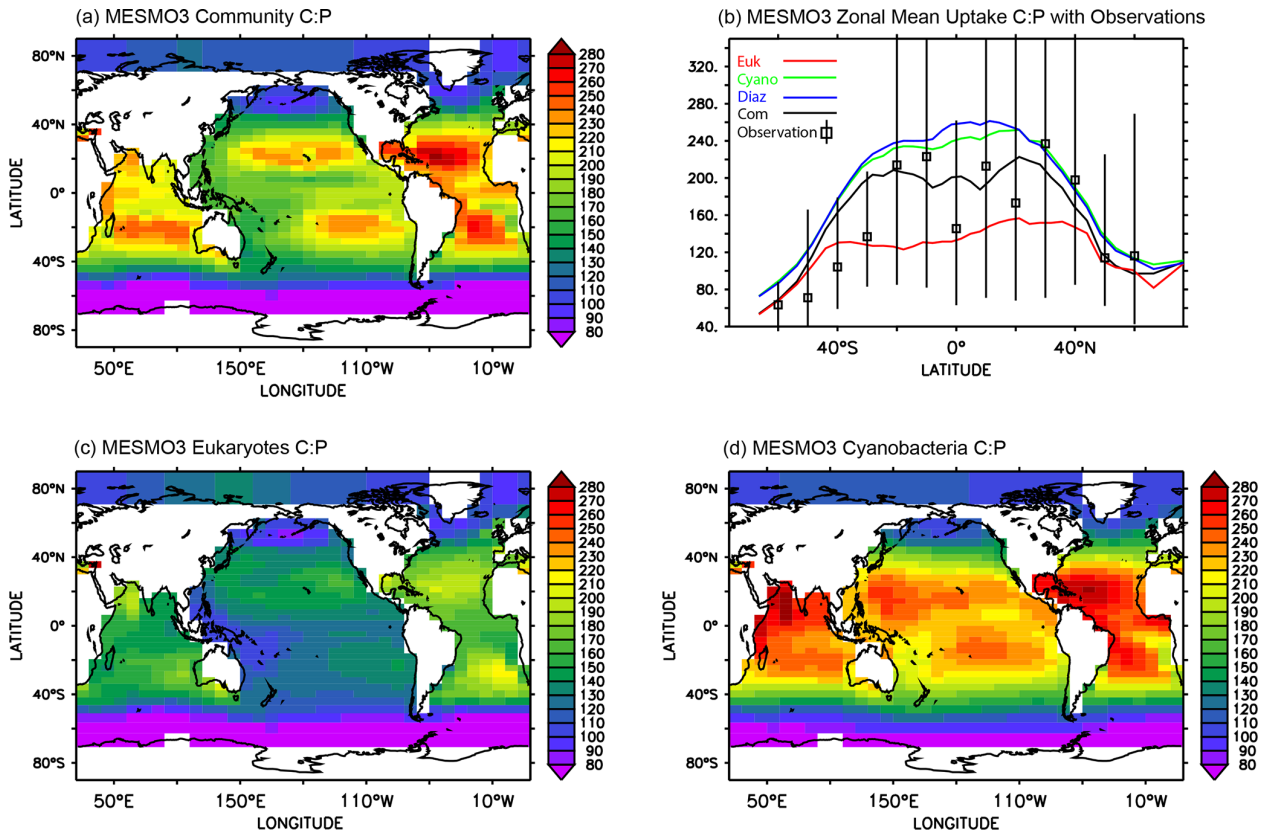 (a) MESMO3 Community C:P
80°N
40°N
0°
40°S
80°S
LATITUDE
50°E
150°E
110°W
10°W
LONGITUDE
280
270
260
250
240
230
220
210
200
190
180
170
160
150
140
130
120
110
100
90
80
(b) MESMO3 Zonal Mean Uptake C:P with Observations
320.
280.
240.
200.
160.
120.
80.
40.
Euk
Cyano
Diaz
Com
Observation
40°S
0°
40°N
LATITUDE
(c) MESMO3 Eukaryotes C:P
80°N
40°N
0°
40°S
80°S
LATITUDE
50°E
150°E
110°W
10°W
LONGITUDE
280
270
260
250
240
230
220
210
200
190
180
170
160
150
140
130
120
110
100
90
80
(d) MESMO3 Cyanobacteria C:P
80°N
40°N
0°
40°S
80°S
LATITUDE
50°E
150°E
110°W
10°W
LONGITUDE
280
270
260
250
240
230
220
210
200
190
180
170
160
150
140
130
120
110
100
90
80